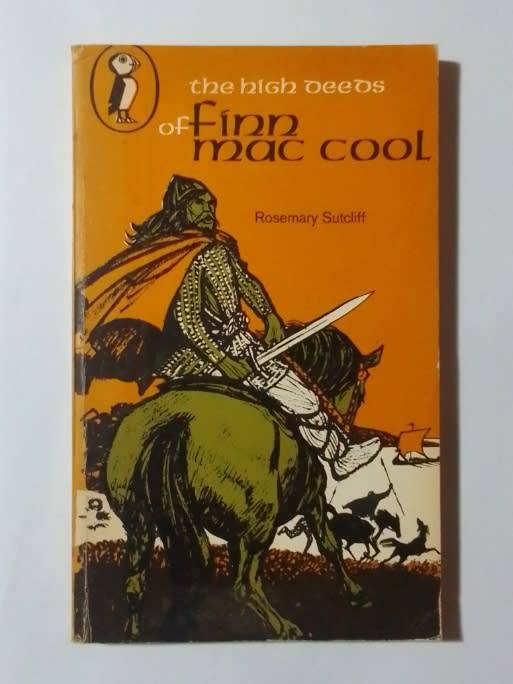 the high deeds
of finn
mac cool
Rosemary Sutcliff